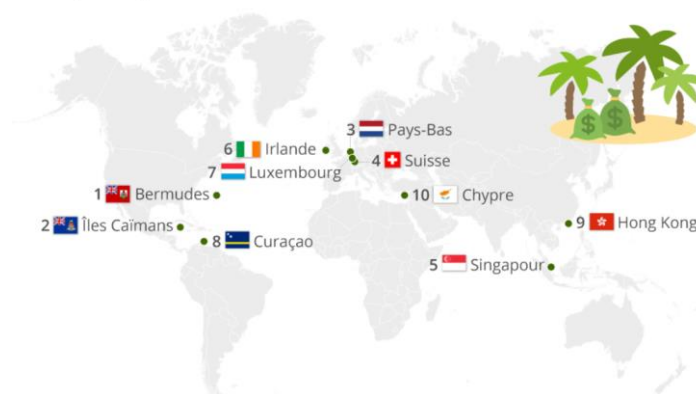 3 Pays-Bas
6 Irlande
4 Suisse
7 Luxembourg
1 Bermudes
10 Chypre
2 Îles Caïmans
9 Hong Kong
8 Curaçao
5 Singapour
$ $